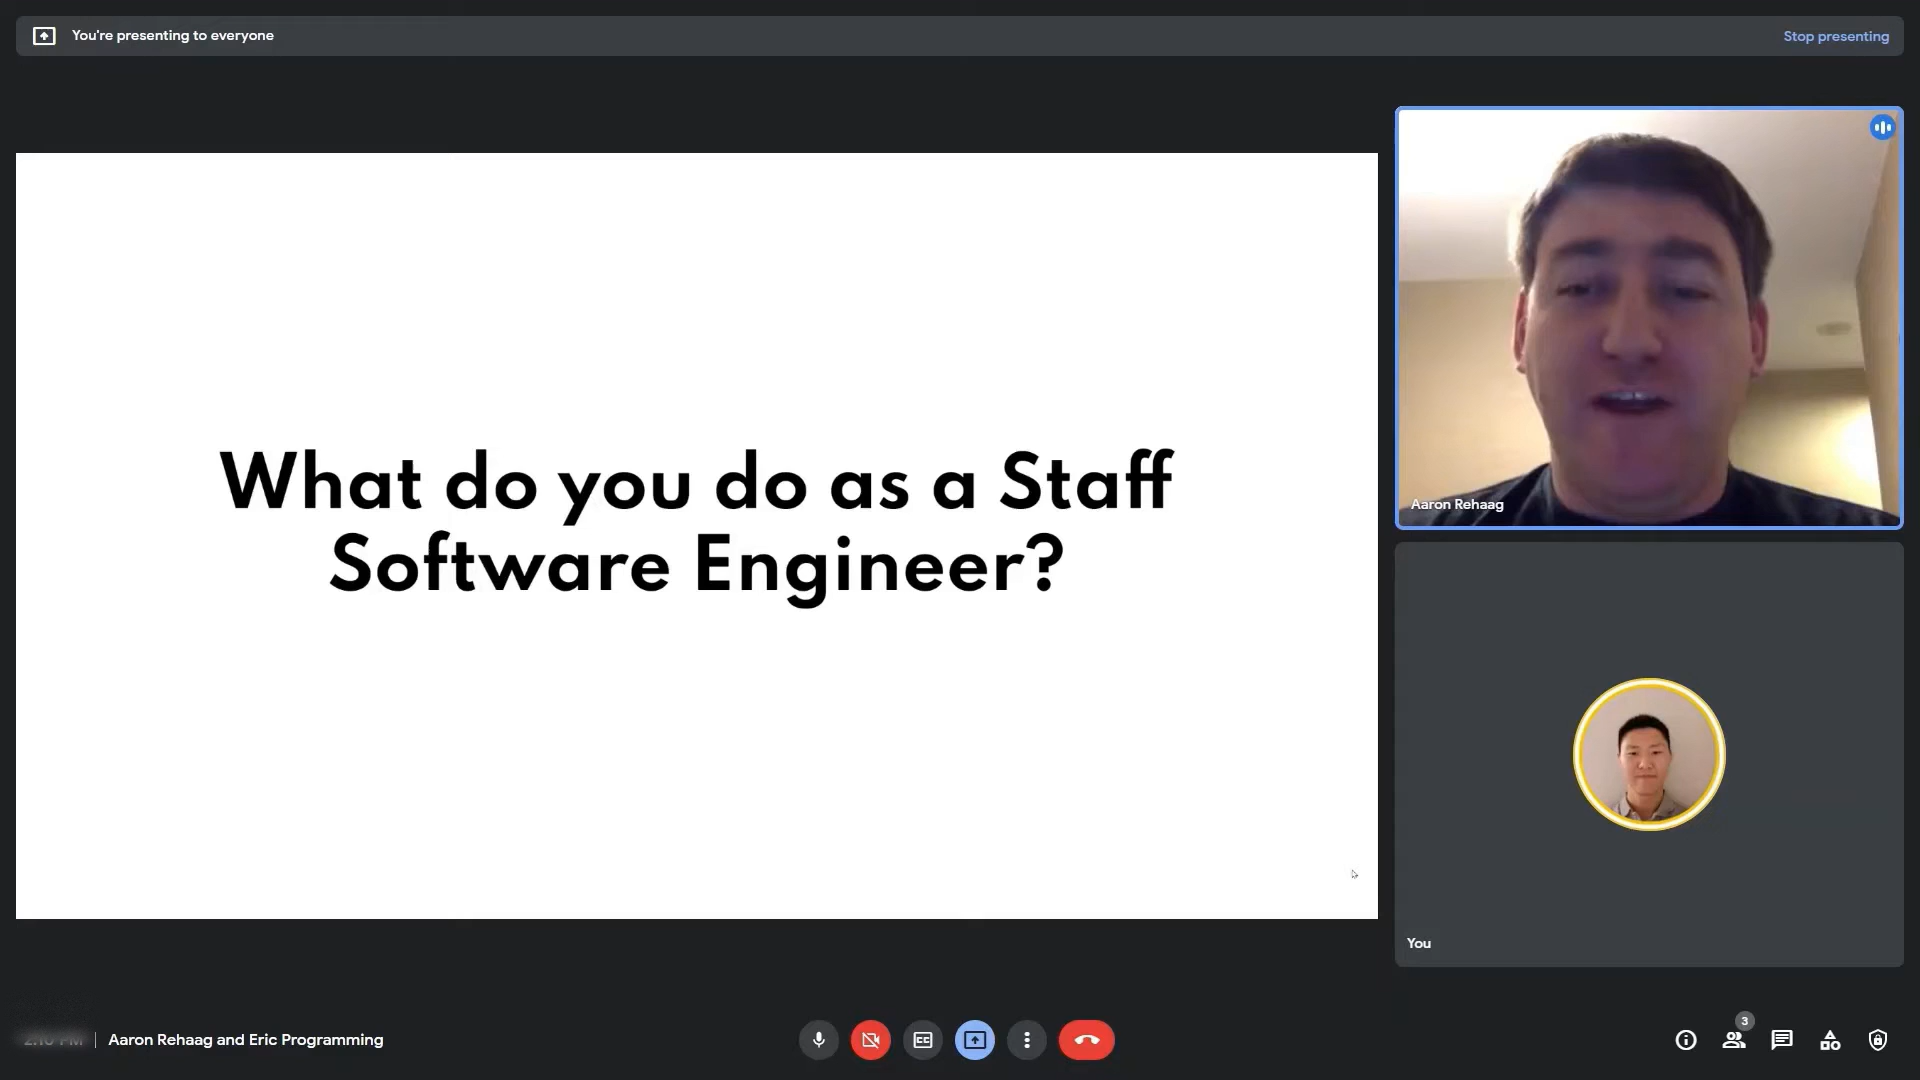 You're presenting to everyone
Stop presenting
What do you do as a Staff
Software Engineer?
Aaron Rehaag
You
Aaron Rehaag and Eric Programming
3